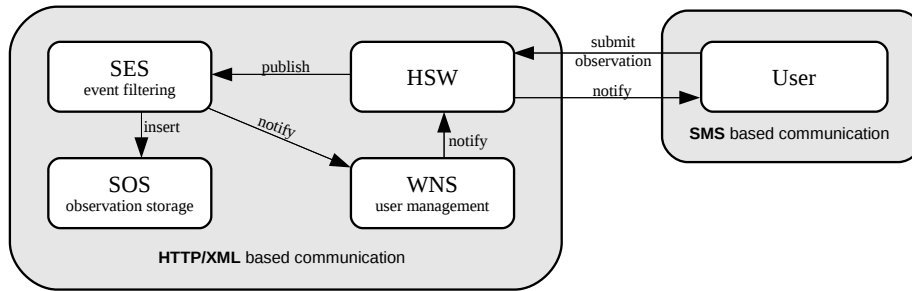 SES
event filtering
publish
HSW
submit
observation
User
notify
insert
notify
notify
SMS based communication
SOS
observation storage
WNS
user management
HTTP/XML based communication